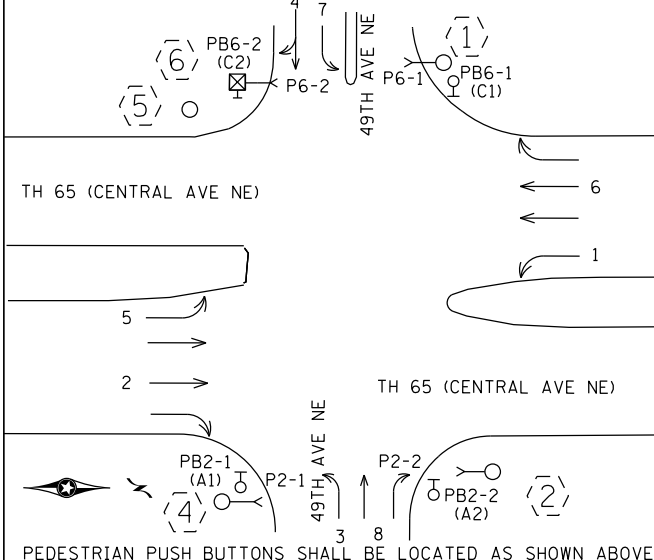 4 7
49TH AVE NE
6
PB6-2
(C2)
P6-2
5
1
P6-1
PB6-1
(C1)
TH 65 (CENTRAL AVE NE)
6
1
5
2
TH 65 (CENTRAL AVE NE)
49TH AVE NE
PB2-1
(A1)
P2-1
4
P2-2
PB2-2
(A2)
2
3 8
PEDESTRIAN PUSH BUTTONS SHALL BE LOCATED AS SHOWN ABOVE